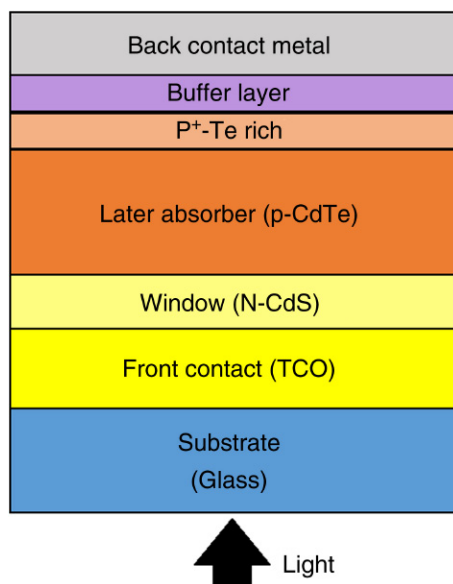 Back contact metal
Buffer layer
P⁺-Te rich
Later absorber (p-CdTe)
Window (N-CdS)
Front contact (TCO)
Substrate
(Glass)
Light